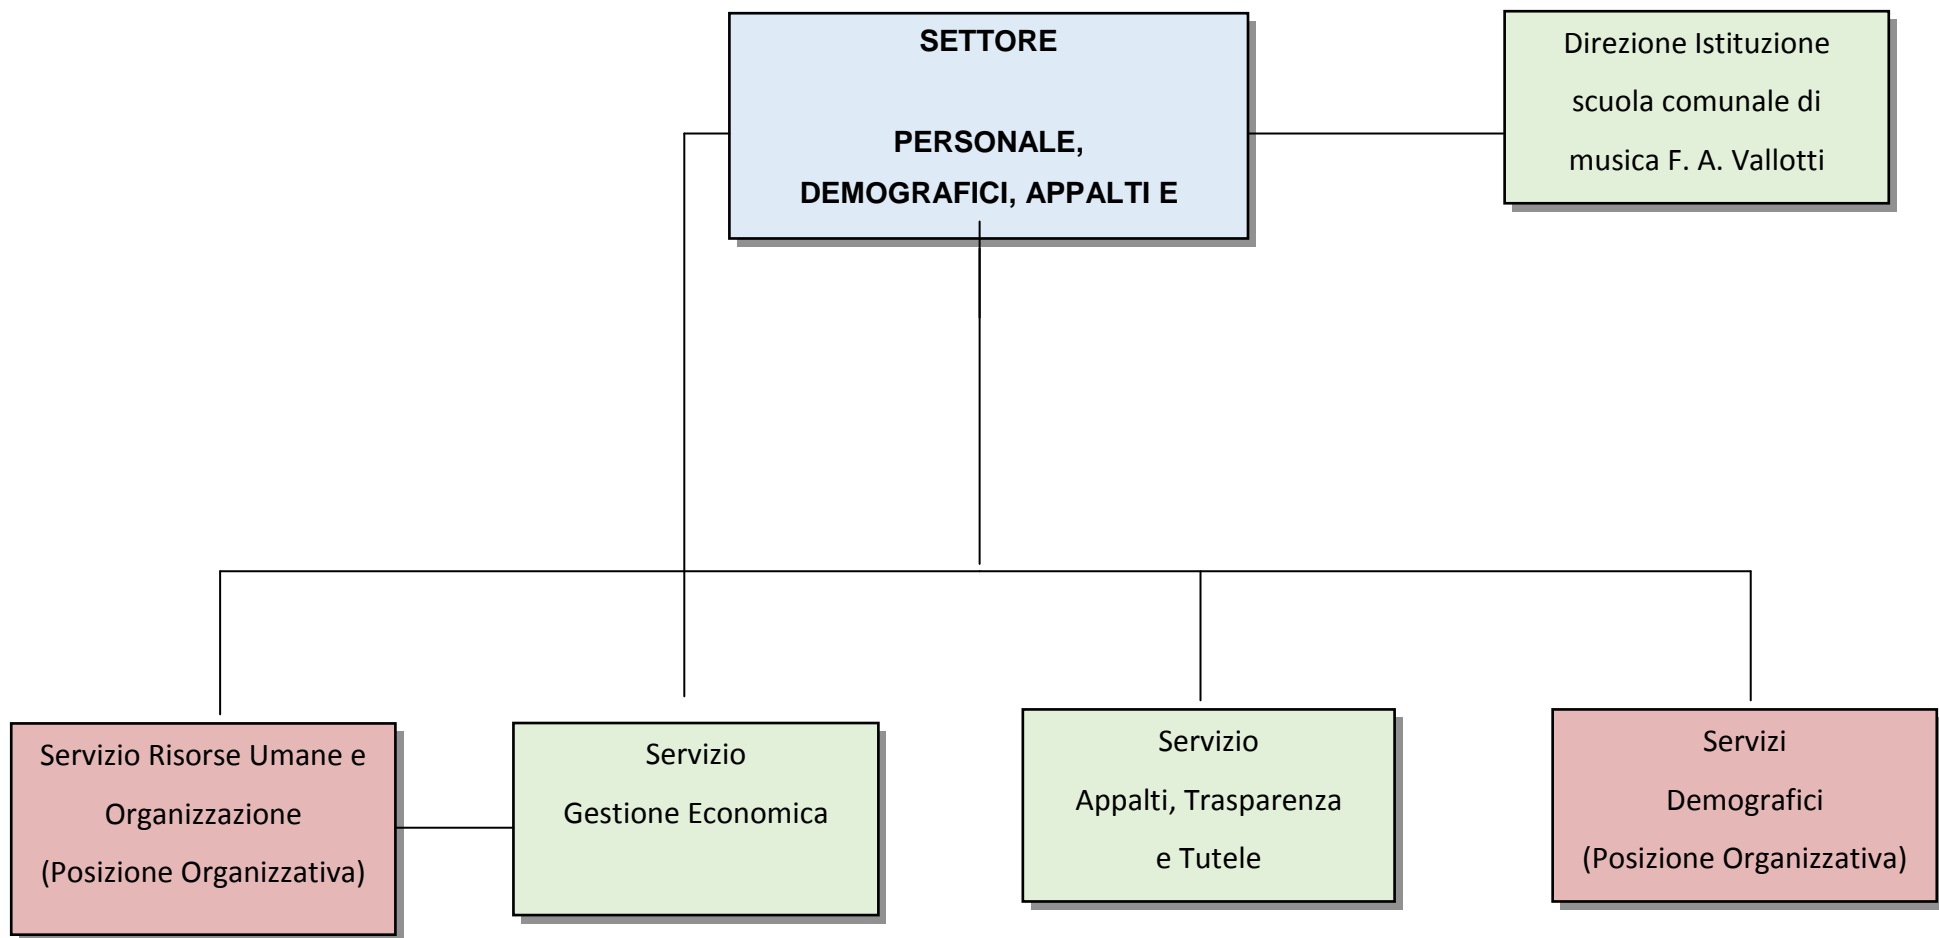 SETTORE
PERSONALE,
DEMOGRAFICI, APPALTI E
Direzione Istituzione
scuola comunale di
musica F. A. Vallotti
Servizio Risorse Umane e
Organizzazione
(Posizione Organizzativa)
Servizio
Gestione Economica
Servizio
Appalti, Trasparenza
e Tutele
Servizi
Demografici
(Posizione Organizzativa)